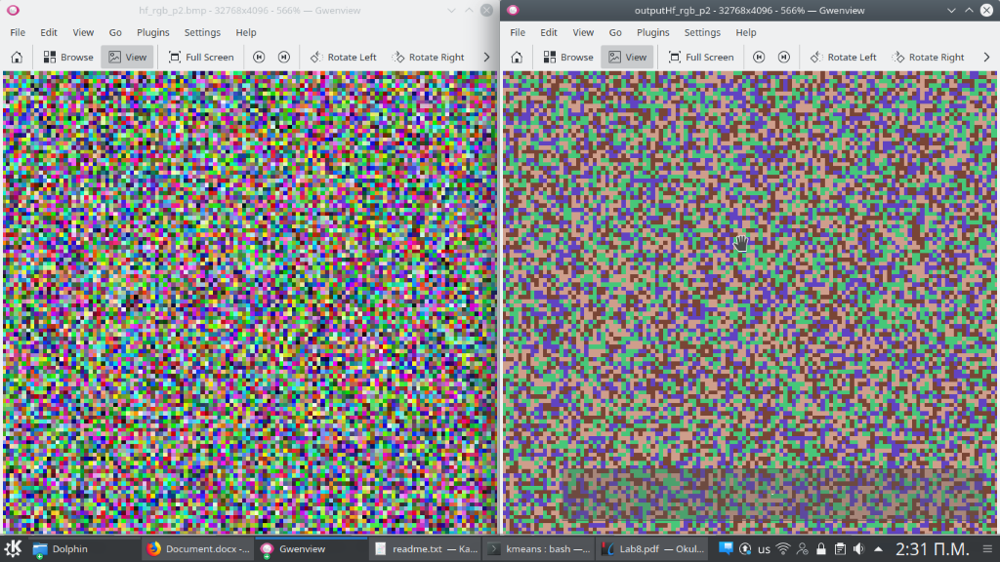 hf_rgb_p2.bmp - 32768x4096 - 566% — Gwenview
File Edit View Go Plugins Settings Help
Browse View Full Screen Rotate Left Rotate Right
outputHf_rgb_p2 - 32768x4096 - 566% — Gwenview
File Edit View Go Plugins Settings Help
Browse View Full Screen Rotate Left Rotate Right
Dolphin Document.docx -... Gwenview readme.txt — Ka... kmeans : bash —... Lab8.pdf — Okul... us 2:31 Π.Μ.